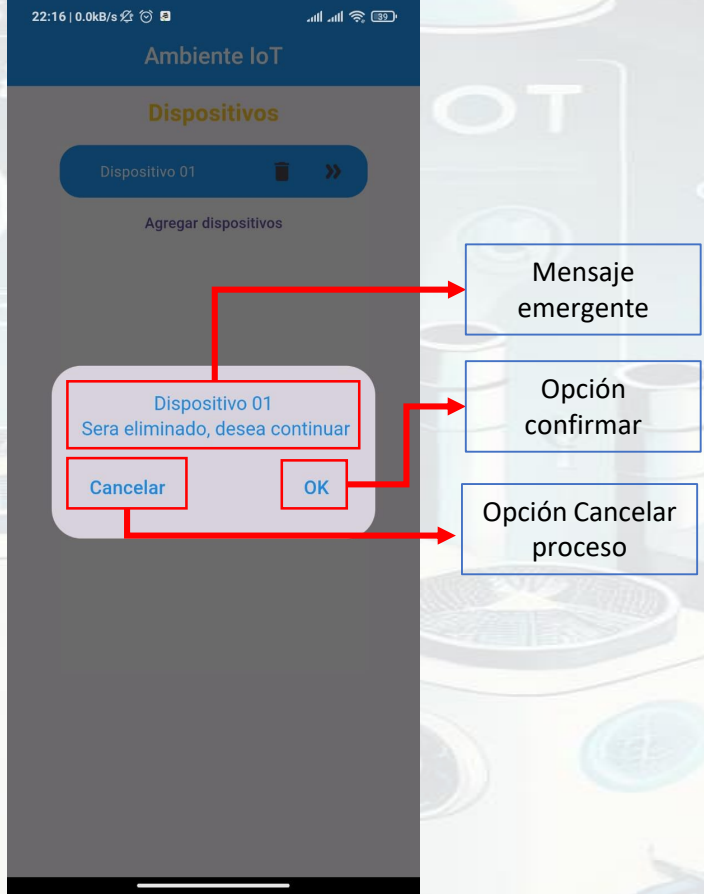 22:16 | 0.0kB/s
39
Ambiente IoT
Dispositivos
Dispositivo 01
Agregar dispositivos
Mensaje
emergente
Dispositivo 01
Sera eliminado, desea continuar
Opción
confirmar
Cancelar
OK
Opción Cancelar
proceso
OT